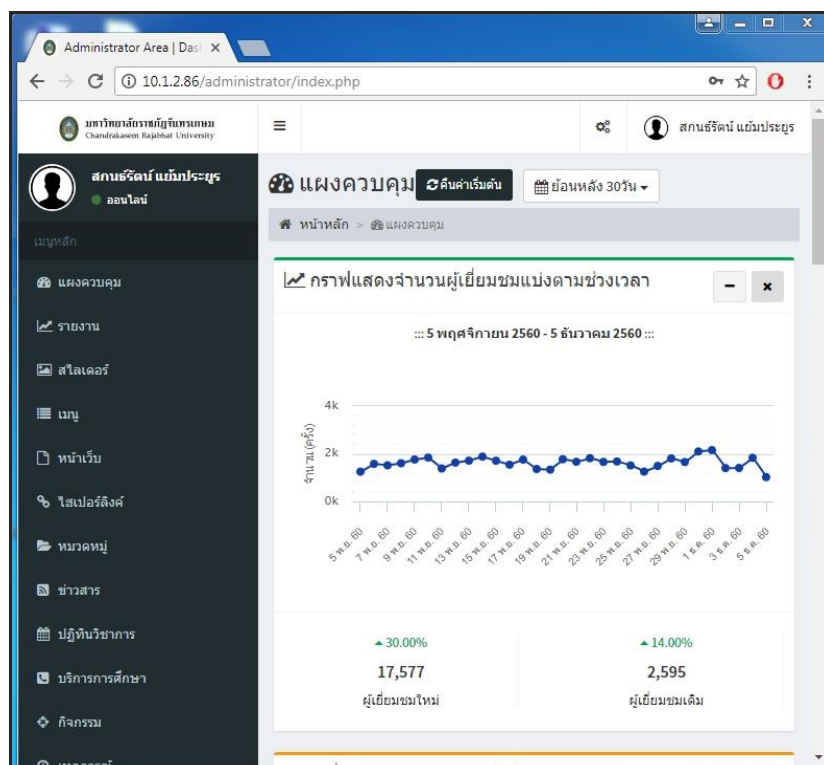 Administrator Area | Das
10.1.2.86/administrator/index.php
มหาวิทยาลัยราชภัฏจันทรเกษม
Chandrakasem Rajabhat University
สกนธ์รัตน์ แย้มประยูร
สกนธ์รัตน์ แย้มประยูร
ออนไลน์
เมนูหลัก
แผงควบคุม
รายงาน
สไลเดอร์
เมนู
หน้าเว็บ
ไฮเปอร์ลิงค์
หมวดหมู่
ข่าวสาร
ปฏิทินวิชาการ
บริการการศึกษา
กิจกรรม
แผงควบคุม คืนค่าเริ่มต้น ย้อนหลัง 30วัน
หน้าหลัก > แผงควบคุม
กราฟแสดงจำนวนผู้เยี่ยมชมแบ่งตามช่วงเวลา
::: 5 พฤศจิกายน 2560 - 5 ธันวาคม 2560 :::
จำนวน (ครั้ง)
4k
2k
0k
5 พ.ย. 60
7 พ.ย. 60
9 พ.ย. 60
11 พ.ย. 60
13 พ.ย. 60
15 พ.ย. 60
17 พ.ย. 60
19 พ.ย. 60
21 พ.ย. 60
23 พ.ย. 60
25 พ.ย. 60
27 พ.ย. 60
29 พ.ย. 60
1 ธ.ค. 60
3 ธ.ค. 60
5 ธ.ค. 60
30.00%
17,577
ผู้เยี่ยมชมใหม่
14.00%
2,595
ผู้เยี่ยมชมเดิม